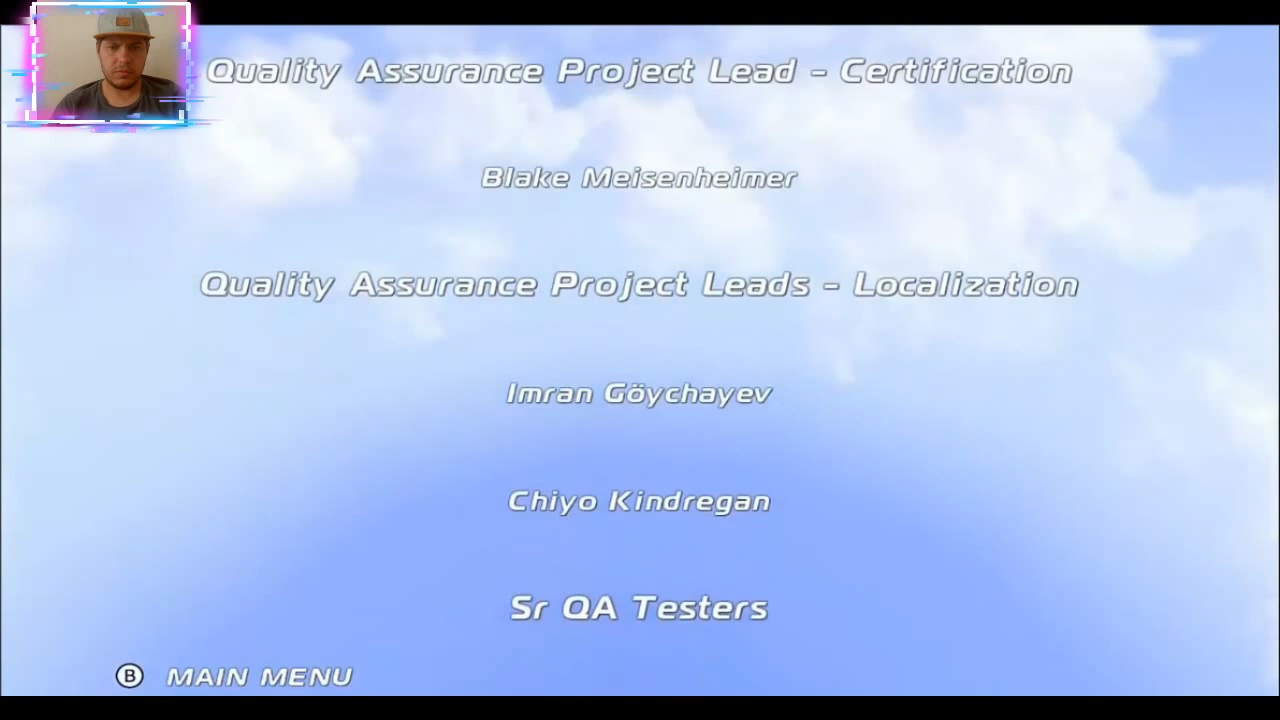 Quality Assurance Project Lead - Certification
Blake Meisenheimer
Quality Assurance Project Leads - Localization
Imran Göychayev
Chiyo Kindregan
Sr QA Testers
B MAIN MENU